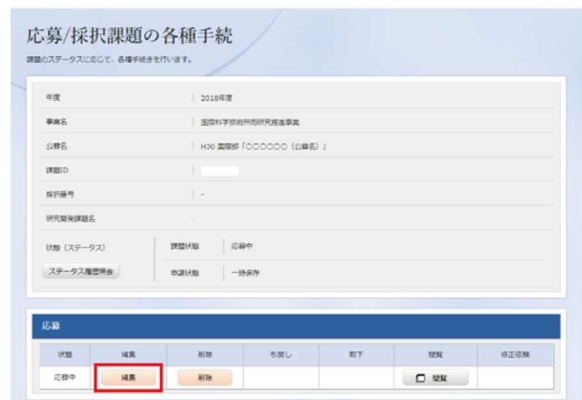 応募/採択課題の各種手続
課題のステータスに応じて、各種手続きを行います。
年度 2018年度
事業名 国際科学技術共同研究推進事業
公募名 H30 国際部「〇〇〇〇〇〇（公募名）」
課題ID
採択番号 -
研究開発課題名 -
状態（ステータス） 課題状態 応募中
ステータス履歴照会 申請状態 一時保存
応募
状態 編集 削除 引戻し 取下 閲覧 修正依頼
応募中 編集 削除 閲覧